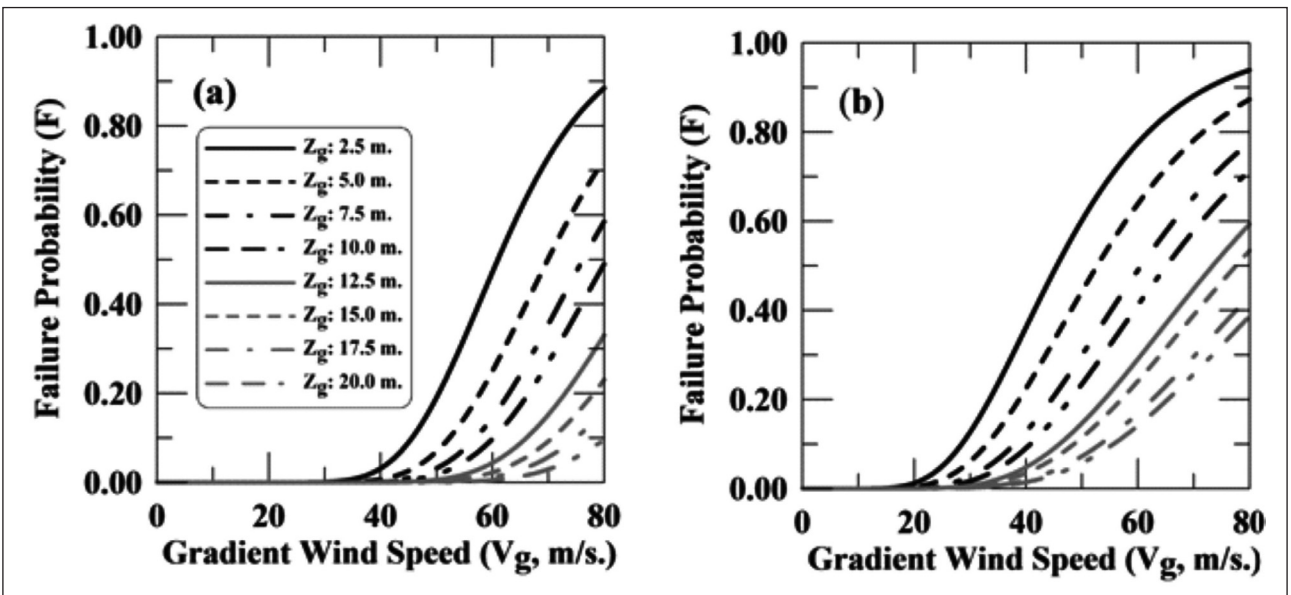 1.00
0.80
0.60
0.40
0.20
0.00
Failure Probability (F)
(a)
Zg: 2.5 m.
Zg: 5.0 m.
Zg: 7.5 m.
Zg: 10.0 m.
Zg: 12.5 m.
Zg: 15.0 m.
Zg: 17.5 m.
Zg: 20.0 m.
0 20 40 60 80
Gradient Wind Speed (Vg, m/s.)
1.00
0.80
0.60
0.40
0.20
0.00
Failure Probability (F)
(b)
0 20 40 60 80
Gradient Wind Speed (Vg, m/s.)